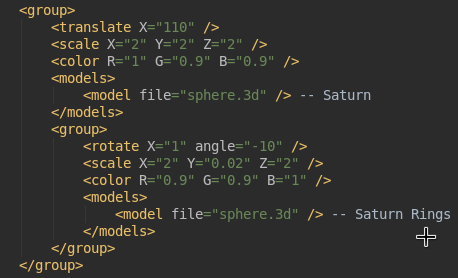 <group>
<translate X="110" />
<scale X="2" Y="2" Z="2" />
<color R="1" G="0.9" B="0.9" />
<models>
<model file="sphere.3d" /> -- Saturn
</models>
<group>
<rotate X="1" angle="-10" />
<scale X="2" Y="0.02" Z="2" />
<color R="0.9" G="0.9" B="1" />
<models>
<model file="sphere.3d" /> -- Saturn Rings
</models>
</group>
</group>